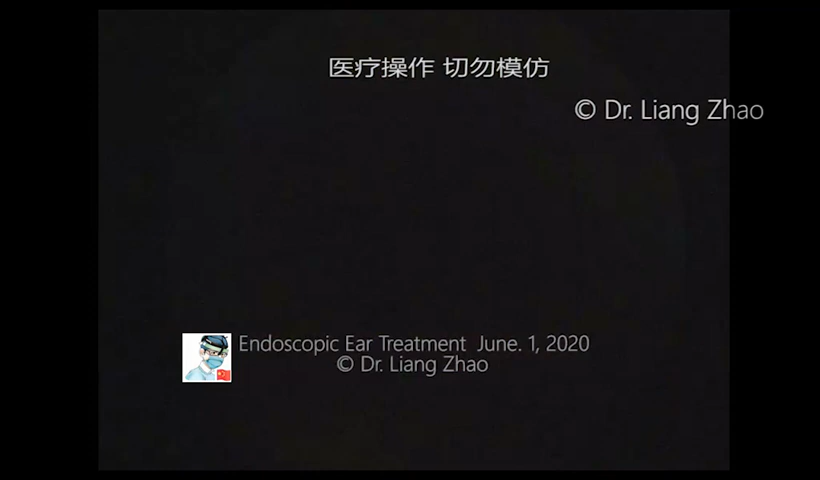 医疗操作 切勿模仿
© Dr. Liang Zhao
Endoscopic Ear Treatment June. 1, 2020
© Dr. Liang Zhao